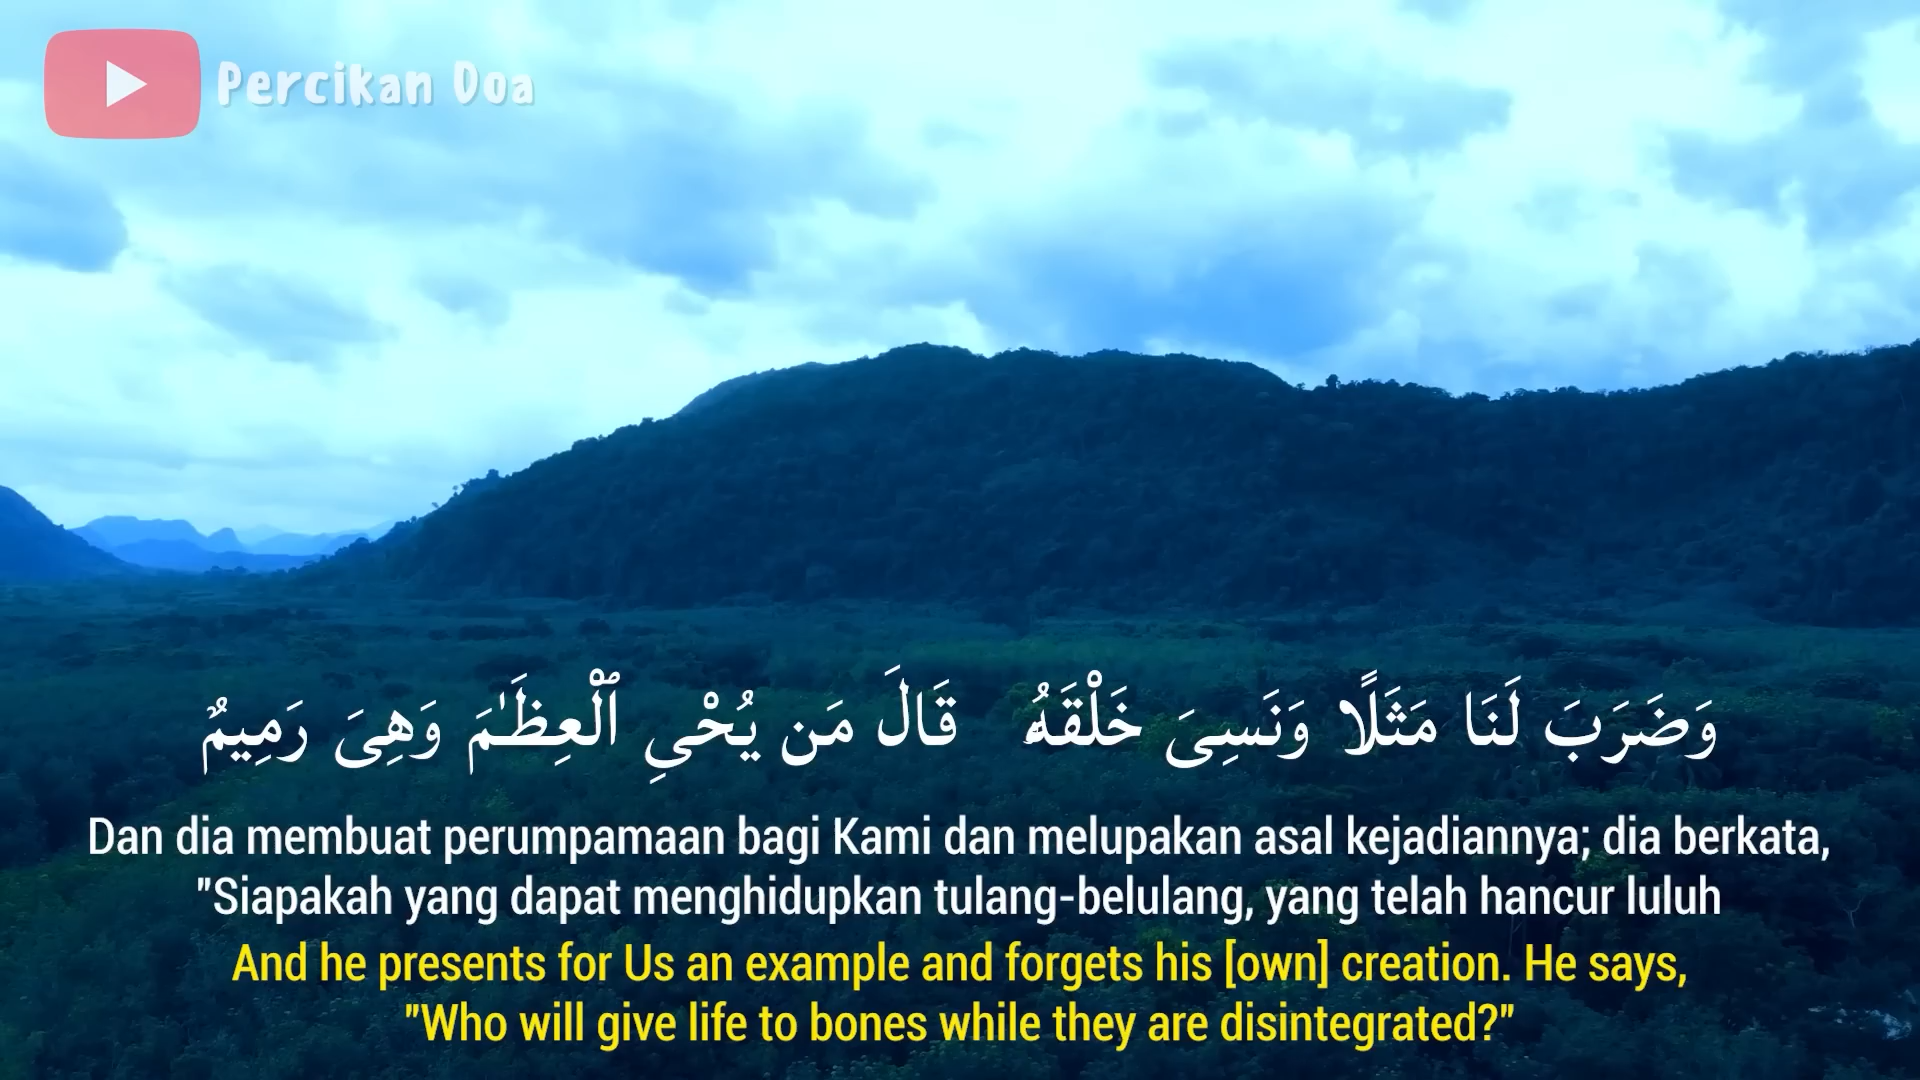 Percikan Doa
وَضَرَبَ لَنَا مَثَلًا وَنَسِىَ خَلْقَهُۥ قَالَ مَن يُحْىِ ٱلْعِظَـٰمَ وَهِىَ رَمِيمٌ
Dan dia membuat perumpamaan bagi Kami dan melupakan asal kejadiannya; dia berkata,
"Siapakah yang dapat menghidupkan tulang-belulang, yang telah hancur luluh
And he presents for Us an example and forgets his [own] creation. He says,
"Who will give life to bones while they are disintegrated?"